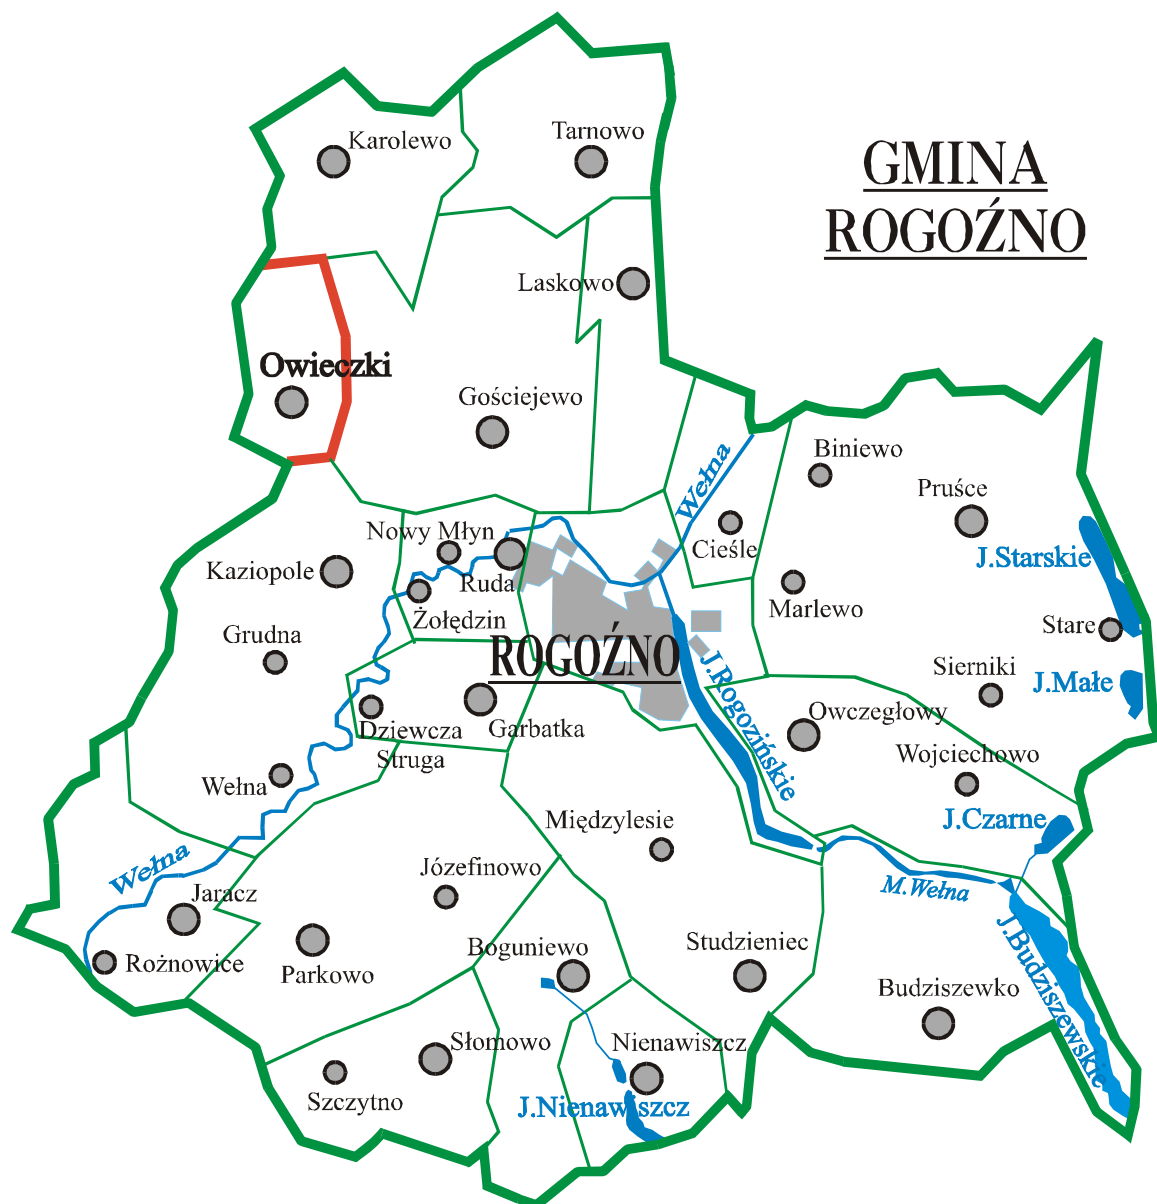 Karolewo
Tarnowo
GMINA
ROGOŹNO
Laskowo
Owieczki
Gościejewo
Biniewo
Wełna
Pruśce
Nowy Młyn
Cieśle
J.Starskie
Kaziopole
Ruda
Marlewo
Żołędzin
Stare
Grudna
ROGOŹNO
Sierniki
J.Małe
J.Rogozińskie
Owczegłowy
Dziewcza
Struga
Garbatka
Wojciechowo
Wełna
Międzylesie
J.Czarne
Wełna
Józefinowo
M.Wełna
Jaracz
Boguniewo
Studzieniec
J.Budziszewskie
Rożnowice
Parkowo
Budziszewko
Słomowo
Nienawiszcz
Szczytno
J.Nienawiszcz